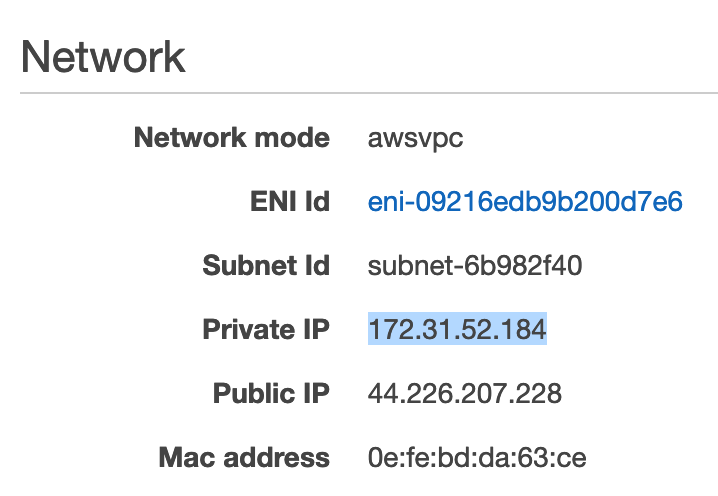 Network
Network mode awsvpc
ENI Id eni-09216edb9b200d7e6
Subnet Id subnet-6b982f40
Private IP 172.31.52.184
Public IP 44.226.207.228
Mac address 0e:fe:bd:da:63:ce